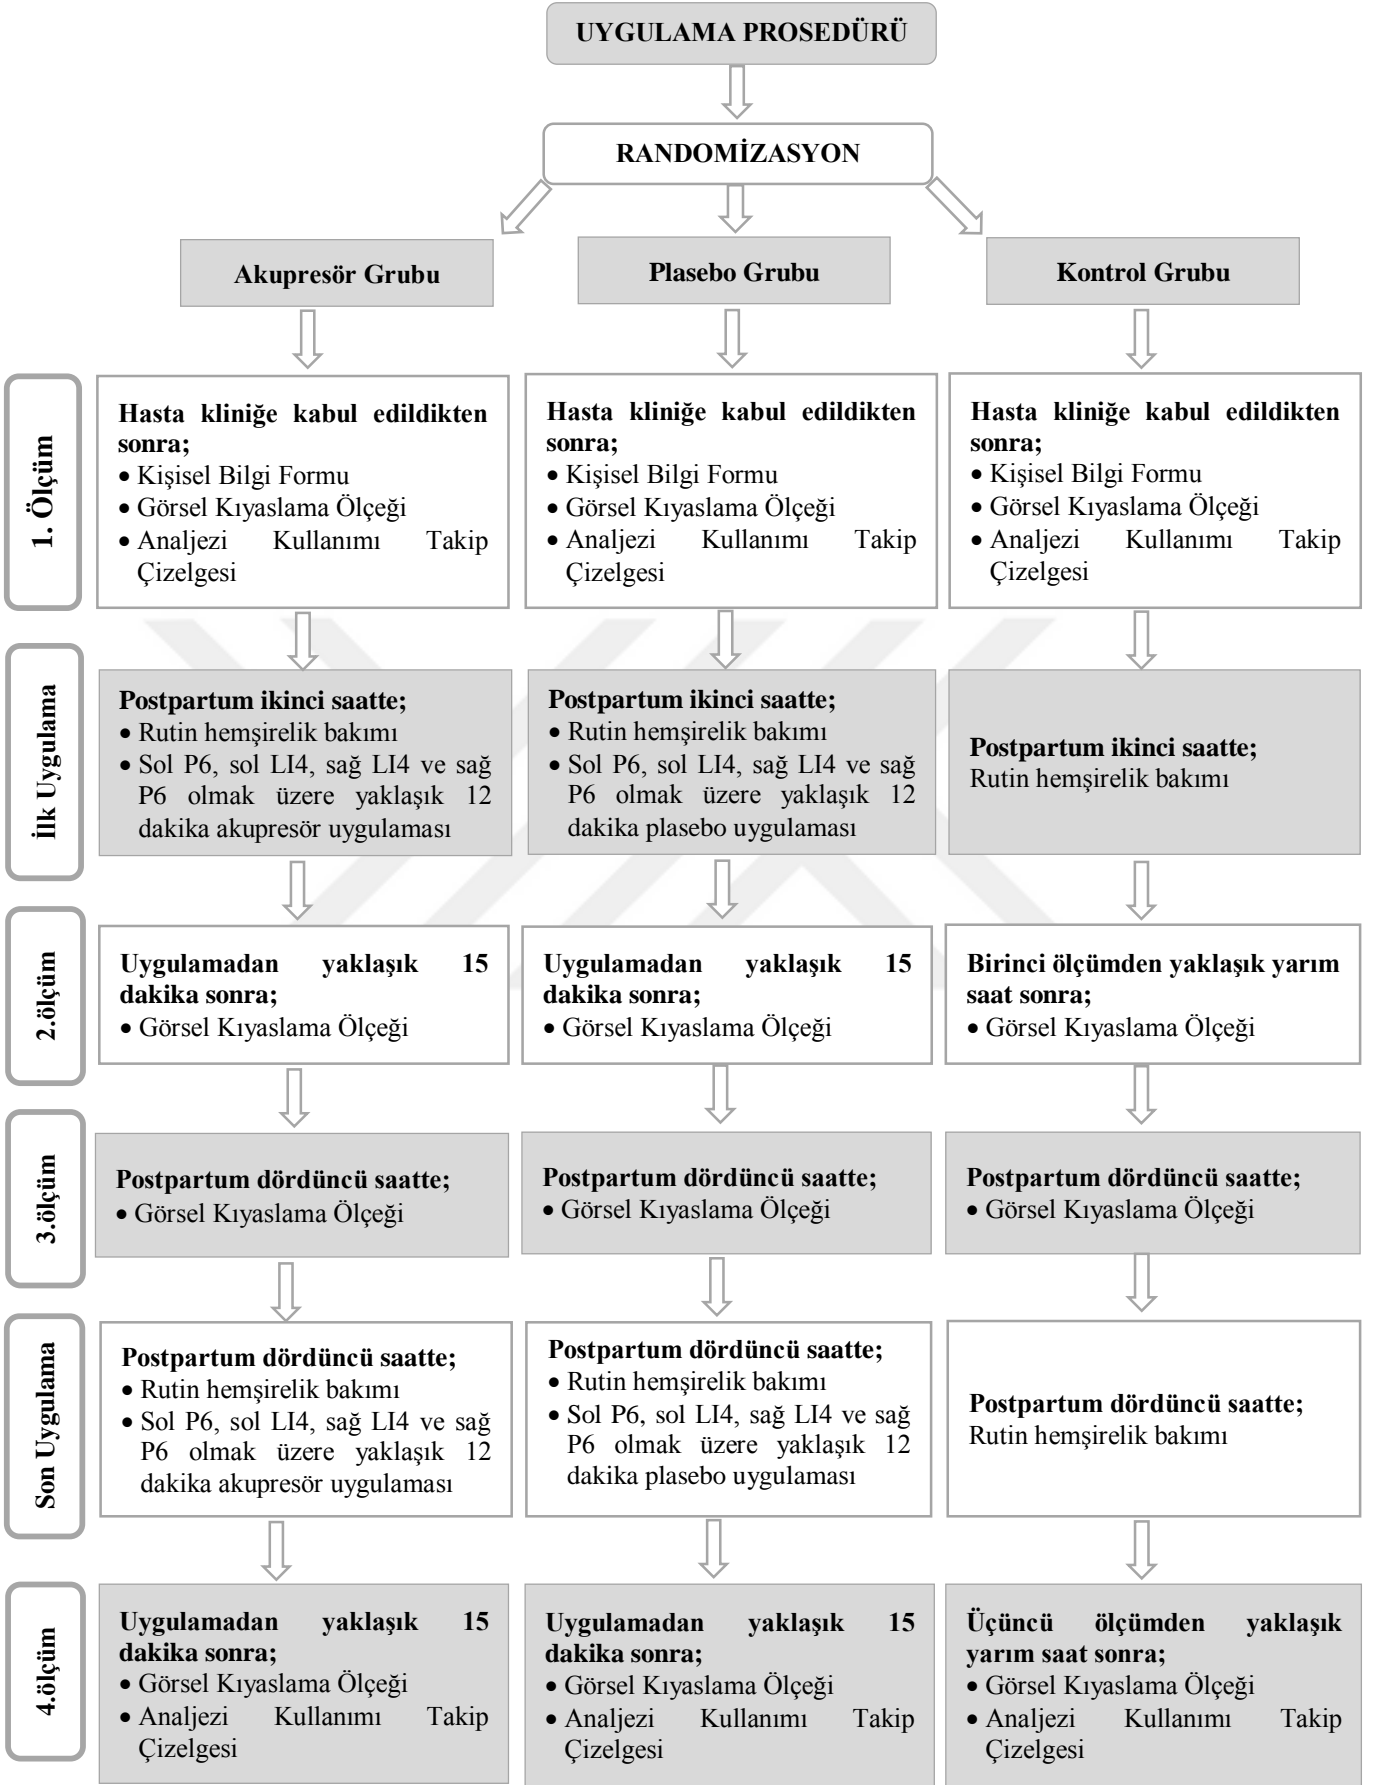 UYGULAMA PROSEDÜRÜ
RANDOMİZASYON
Akupresör Grubu
Plasebo Grubu
Kontrol Grubu
1. Ölçüm
Hasta kliniğe kabul edildikten
sonra;
• Kişisel Bilgi Formu
• Görsel Kıyaslama Ölçeği
• Analjezi Kullanımı Takip
Çizelgesi
Hasta kliniğe kabul edildikten
sonra;
• Kişisel Bilgi Formu
• Görsel Kıyaslama Ölçeği
• Analjezi Kullanımı Takip
Çizelgesi
Hasta kliniğe kabul edildikten
sonra;
• Kişisel Bilgi Formu
• Görsel Kıyaslama Ölçeği
• Analjezi Kullanımı Takip
Çizelgesi
İlk Uygulama
Postpartum ikinci saatte;
• Rutin hemşirelik bakımı
• Sol P6, sol LI4, sağ LI4 ve sağ
P6 olmak üzere yaklaşık 12
dakika akupresör uygulaması
Postpartum ikinci saatte;
• Rutin hemşirelik bakımı
• Sol P6, sol LI4, sağ LI4 ve sağ
P6 olmak üzere yaklaşık 12
dakika plasebo uygulaması
Postpartum ikinci saatte;
Rutin hemşirelik bakımı
2.ölçüm
Uygulamadan yaklaşık 15
dakika sonra;
• Görsel Kıyaslama Ölçeği
Uygulamadan yaklaşık 15
dakika sonra;
• Görsel Kıyaslama Ölçeği
Birinci ölçümden yaklaşık yarım
saat sonra;
• Görsel Kıyaslama Ölçeği
3.ölçüm
Postpartum dördüncü saatte;
• Görsel Kıyaslama Ölçeği
Postpartum dördüncü saatte;
• Görsel Kıyaslama Ölçeği
Postpartum dördüncü saatte;
• Görsel Kıyaslama Ölçeği
Son Uygulama
Postpartum dördüncü saatte;
• Rutin hemşirelik bakımı
• Sol P6, sol LI4, sağ LI4 ve sağ
P6 olmak üzere yaklaşık 12
dakika akupresör uygulaması
Postpartum dördüncü saatte;
• Rutin hemşirelik bakımı
• Sol P6, sol LI4, sağ LI4 ve sağ
P6 olmak üzere yaklaşık 12
dakika plasebo uygulaması
Postpartum dördüncü saatte;
Rutin hemşirelik bakımı
4.ölçüm
Uygulamadan yaklaşık 15
dakika sonra;
• Görsel Kıyaslama Ölçeği
• Analjezi Kullanımı Takip
Çizelgesi
Uygulamadan yaklaşık 15
dakika sonra;
• Görsel Kıyaslama Ölçeği
• Analjezi Kullanımı Takip
Çizelgesi
Üçüncü ölçümden yaklaşık
yarım saat sonra;
• Görsel Kıyaslama Ölçeği
• Analjezi Kullanımı Takip
Çizelgesi